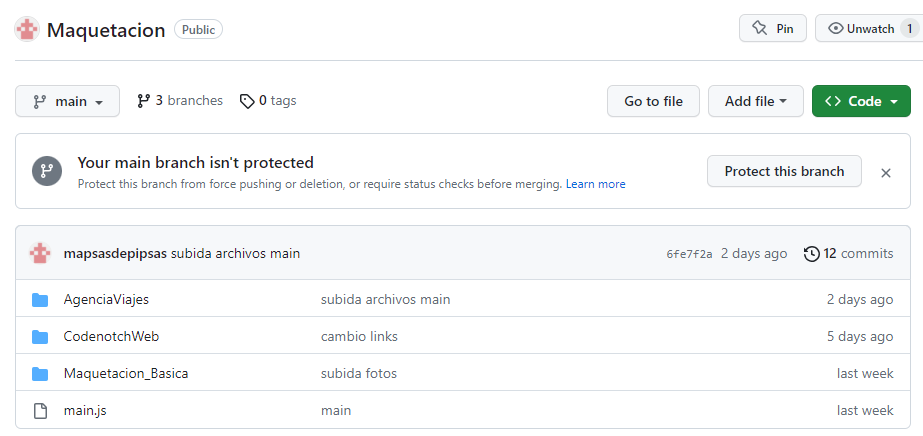 Maquetacion Public Pin Unwatch 1
main 3 branches 0 tags Go to file Add file Code
Your main branch isn't protected
Protect this branch from force pushing or deletion, or require status checks before merging. Learn more
Protect this branch
mapsasdepipsas subida archivos main 6fe7f2a 2 days ago 12 commits
AgenciaViajes subida archivos main 2 days ago
CodenotchWeb cambio links 5 days ago
Maquetacion_Basica subida fotos last week
main.js main last week